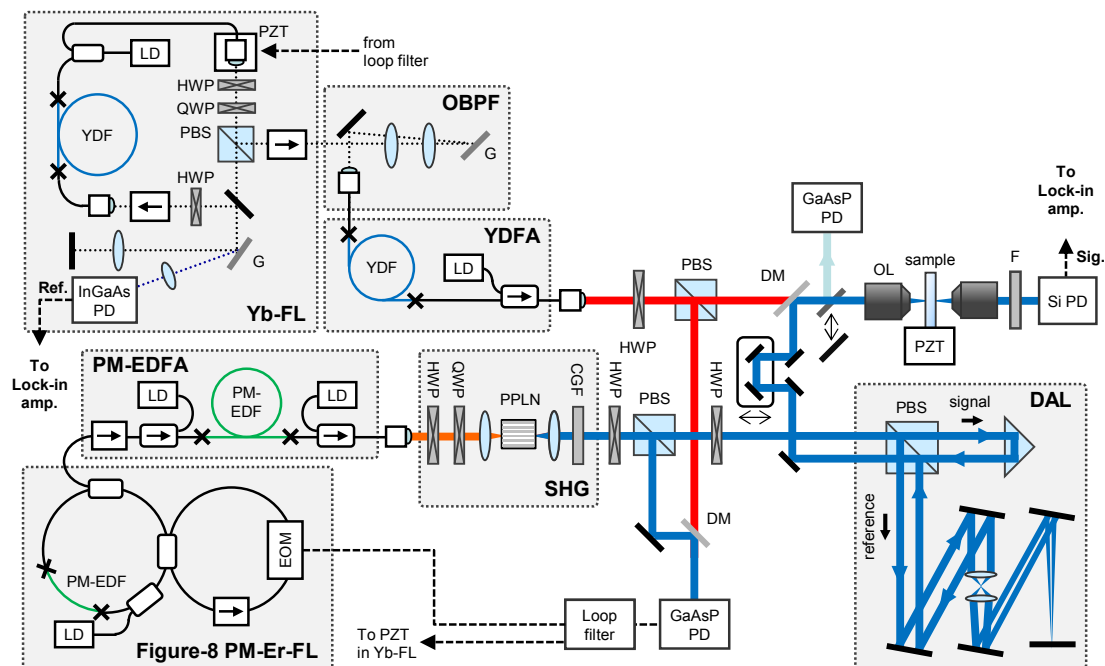 PZT
LD
from
loop filter
HWP
QWP
OBPF
YDF
PBS
G
HWP
To
Lock-in
amp.
GaAsP
PD
YDFA
G
Ref.
InGaAs
PD
Yb-FL
YDF
LD
PBS
DM
OL
sample
F
Sig.
Si PD
PZT
HWP
To
Lock-in
amp.
PM-EDFA
LD
PM-
EDF
LD
HWP
QWP
PPLN
CGF
HWP
PBS
HWP
DAL
PBS
signal
SHG
DM
reference
EOM
PM-EDF
LD
Figure-8 PM-Er-FL
Loop
filter
GaAsP
PD
To PZT
in Yb-FL